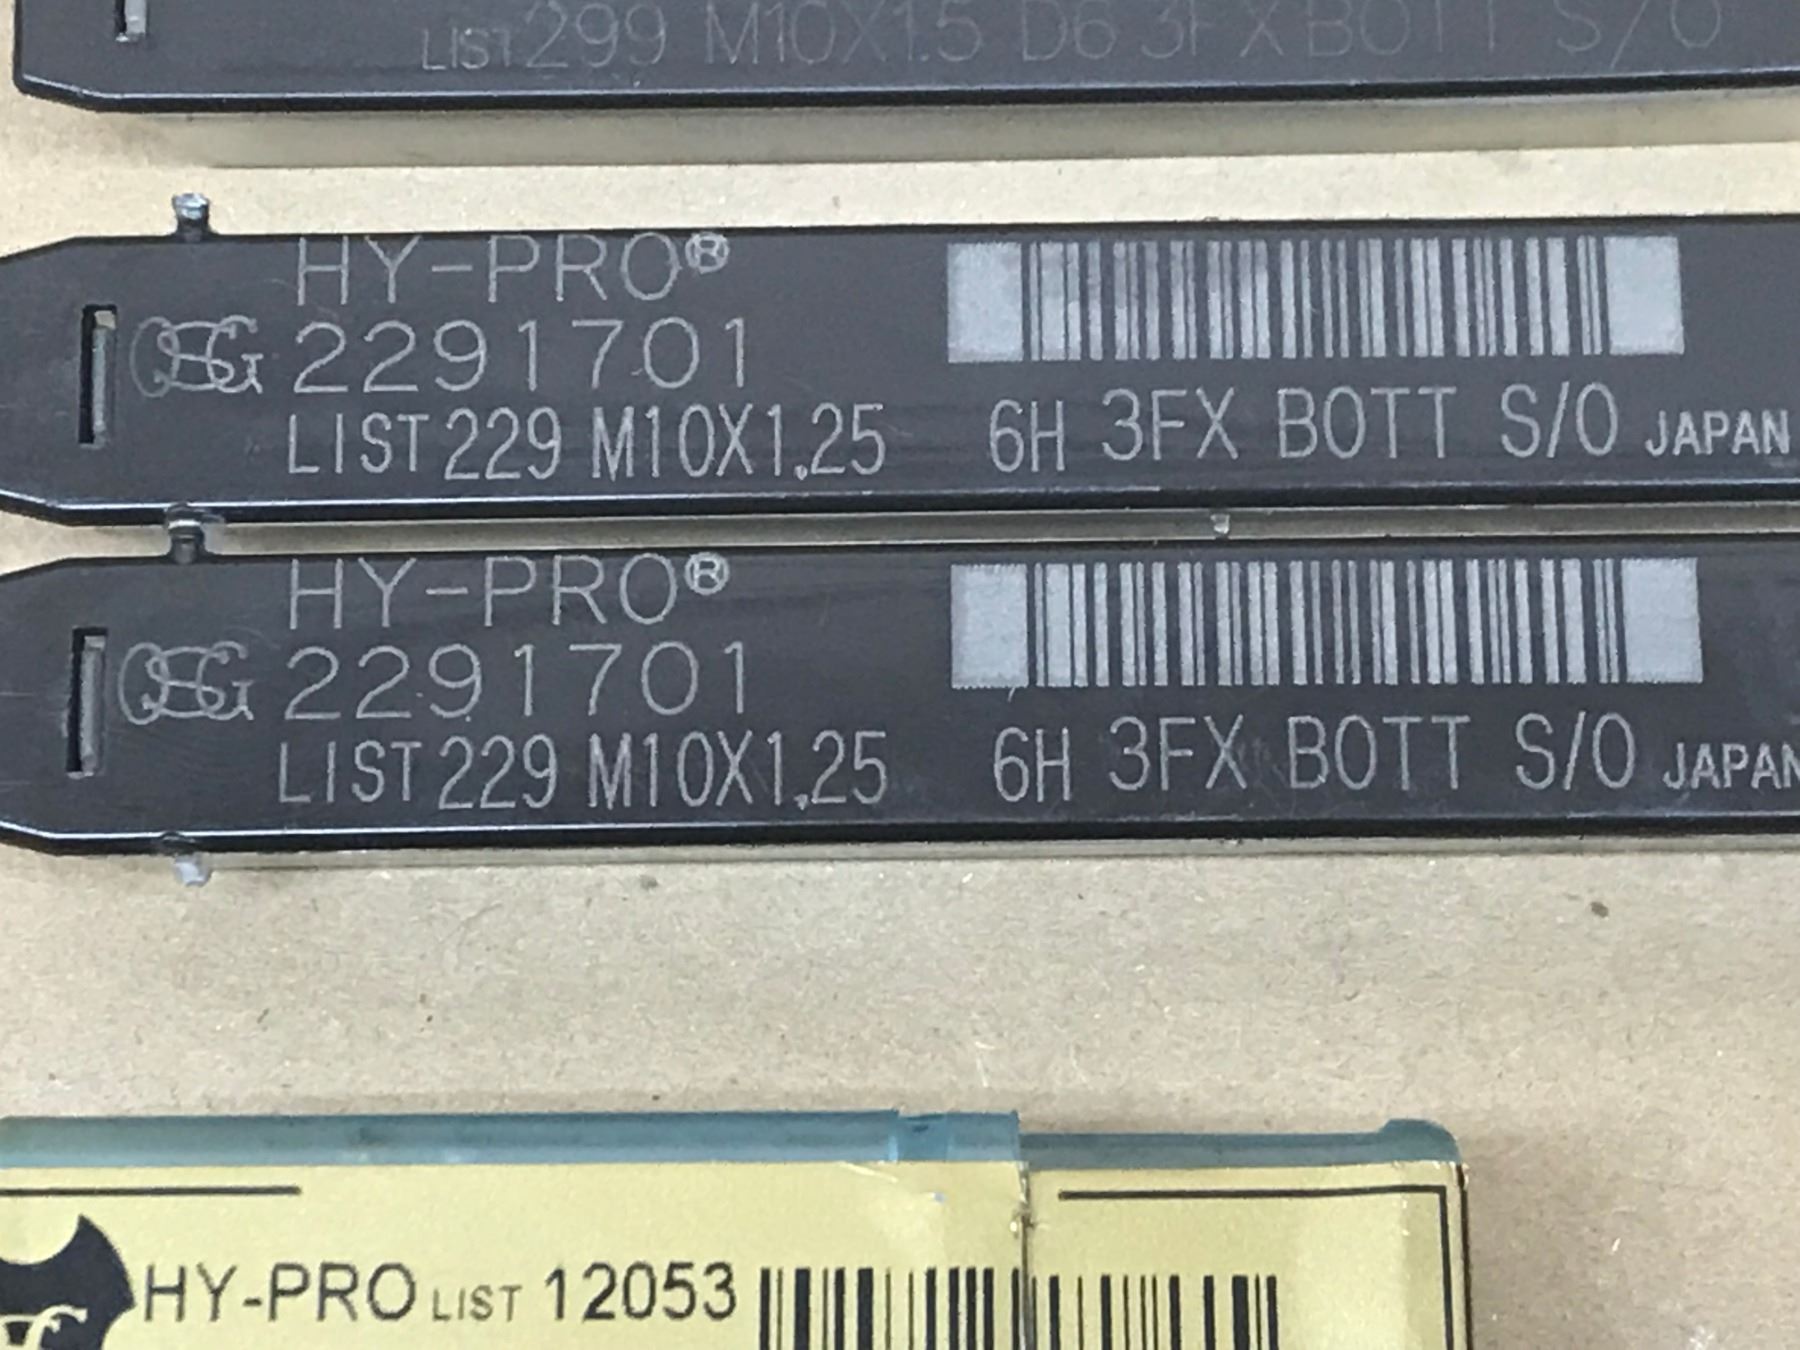 LIST 299 M10X1.5 D6 3FX BOTT S/O
HY-PRO®
OSG 2291701
LIST 229 M10X1.25 6H 3FX BOTT S/O JAPAN
HY-PRO®
OSG 2291701
LIST 229 M10X1.25 6H 3FX BOTT S/O JAPAN
HY-PRO LIST 12053